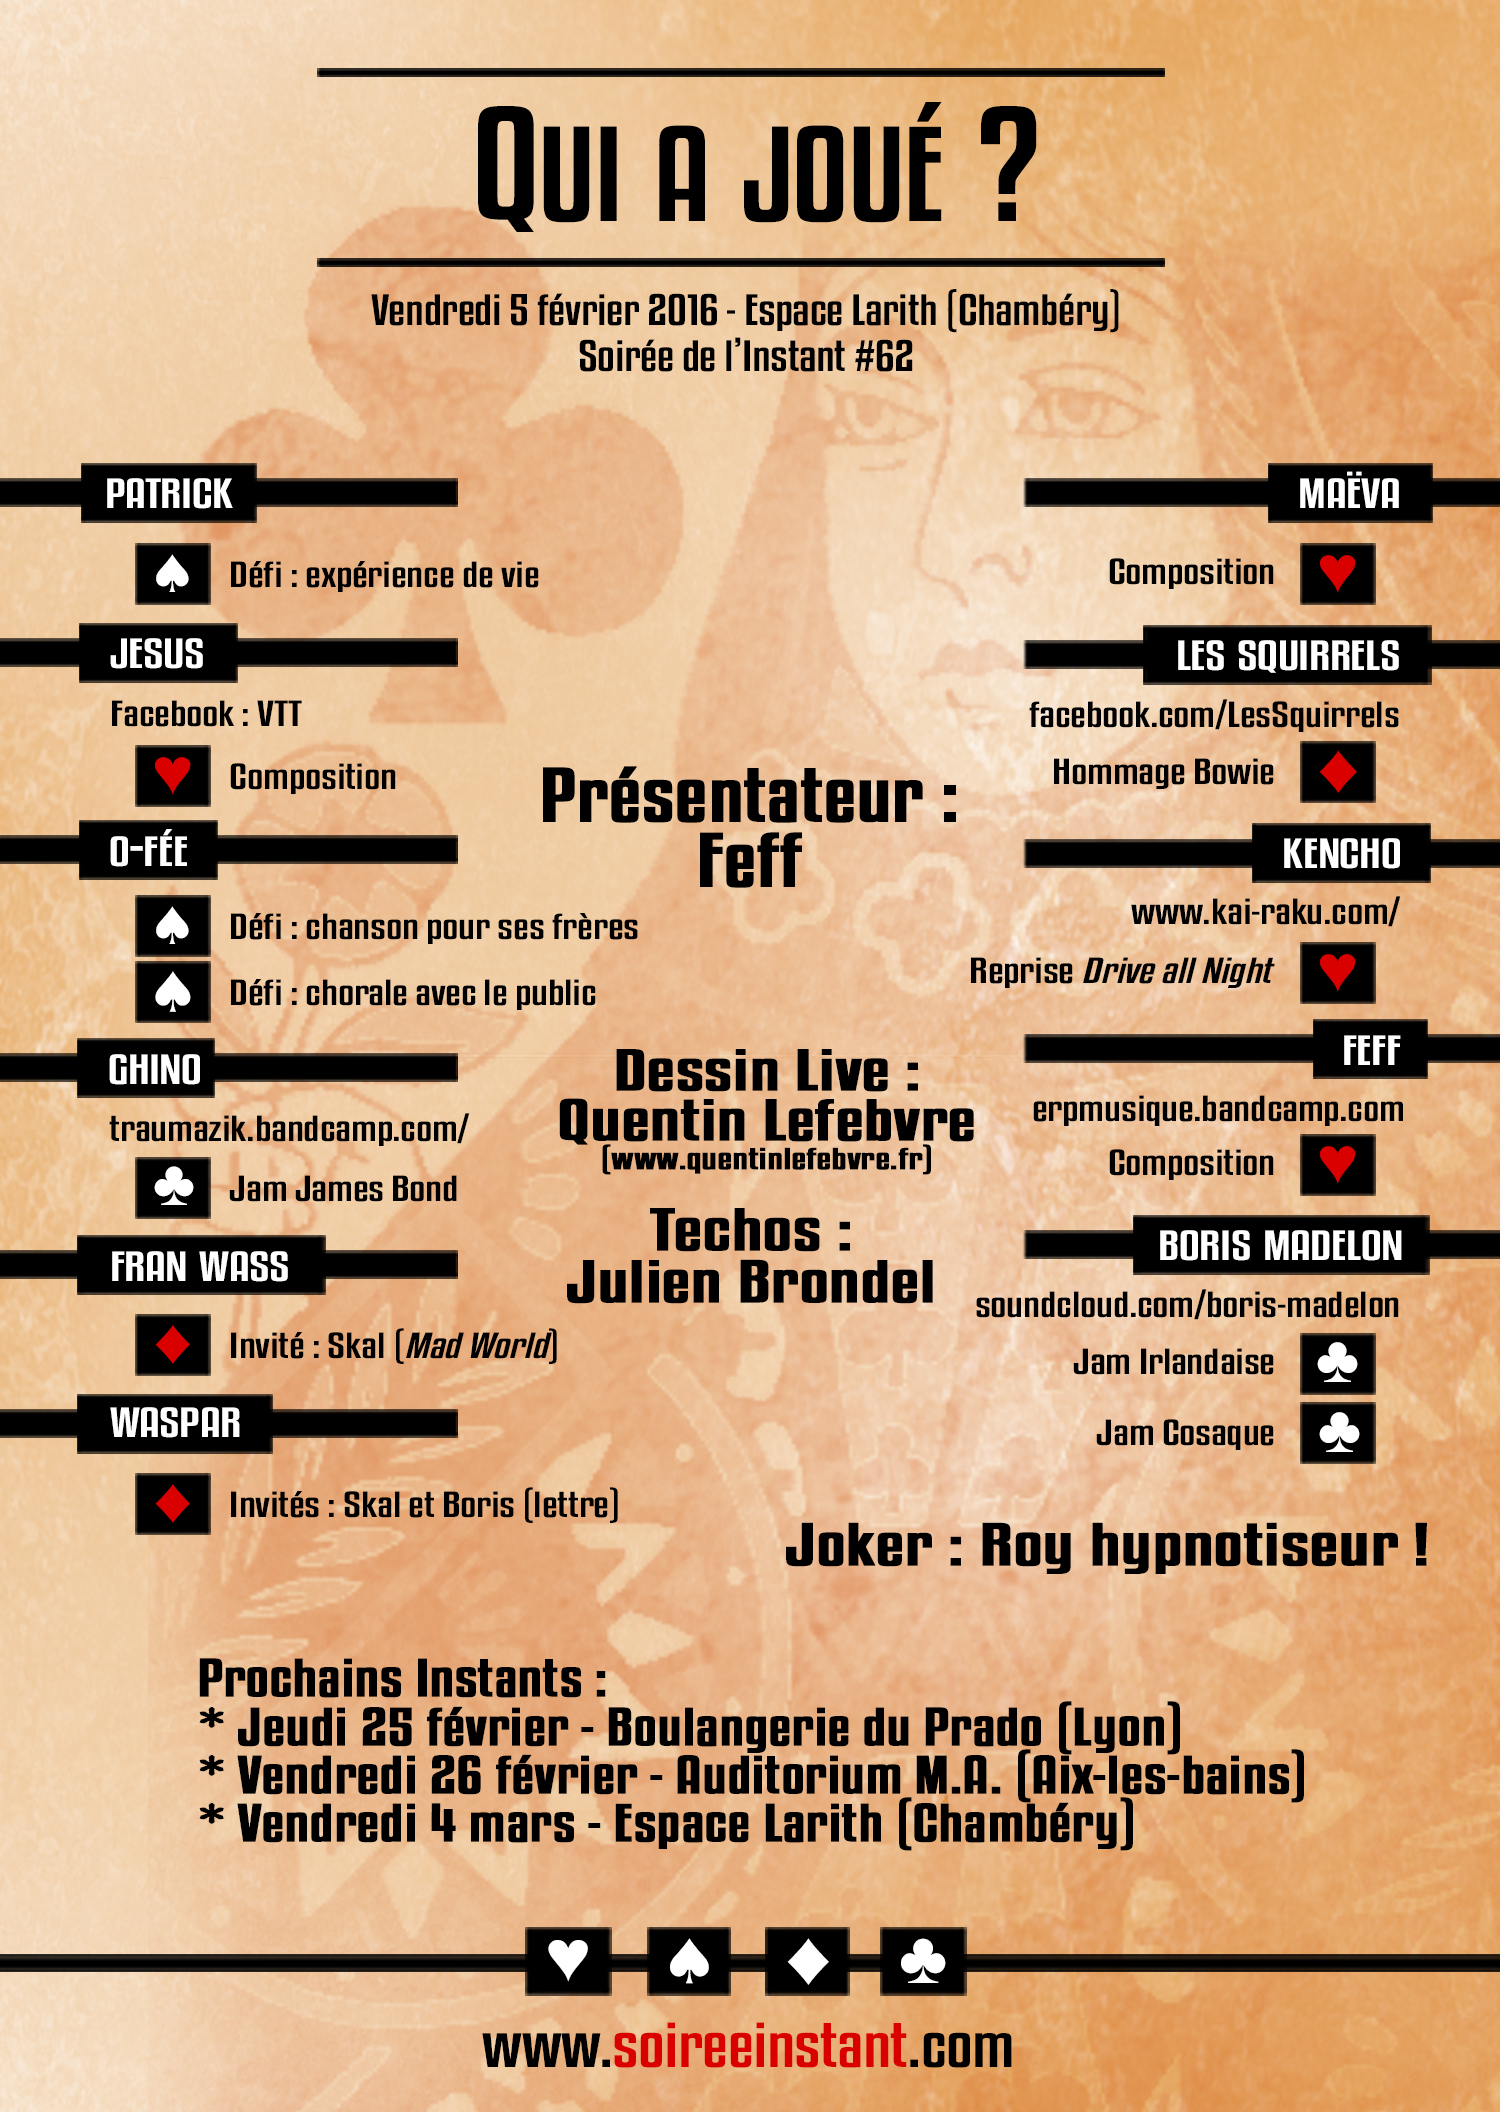 Qui a joué ?
Vendredi 5 février 2016 - Espace Larith (Chambéry)
Soirée de l'Instant #62
PATRICK
Défi : expérience de vie
JESUS
Facebook : VTT
Composition
O-FÉE
Défi : chanson pour ses frères
Défi : chorale avec le public
GHINO
traumazik.bandcamp.com/
Jam James Bond
FRAN WASS
Invité : Skal (Mad World)
WASPAR
Invités : Skal et Boris (lettre)
Présentateur :
Feff
Dessin Live :
Quentin Lefebvre
(www.quentinlefebvre.fr)
Techos :
Julien Brondel
MAËVA
Composition
LES SQUIRRELS
facebook.com/LesSquirrels
Hommage Bowie
KENCHO
www.kai-raku.com/
Reprise Drive all Night
FEFF
erpmusique.bandcamp.com
Composition
BORIS MADELON
soundcloud.com/boris-madelon
Jam Irlandaise
Jam Cosaque
Joker : Roy hypnotiseur !
Prochains Instants :
* Jeudi 25 février - Boulangerie du Prado (Lyon)
* Vendredi 26 février - Auditorium M.A. (Aix-les-bains)
* Vendredi 4 mars - Espace Larith (Chambéry)
www.soireeinstant.com